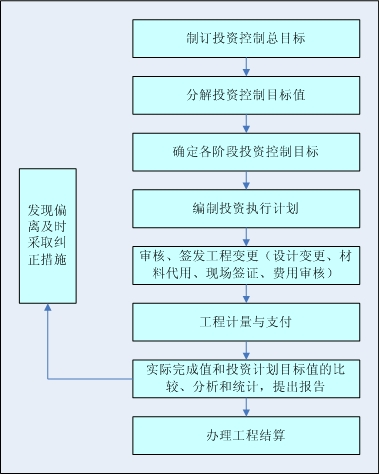 制订投资控制总目标
分解投资控制目标值
确定各阶段投资控制目标
编制投资执行计划
审核、签发工程变更（设计变更、材
料代用、现场签证、费用审核）
工程计量与支付
实际完成值和投资计划目标值的比
较、分析和统计，提出报告
办理工程结算
发现偏
离及时
采取纠
正措施